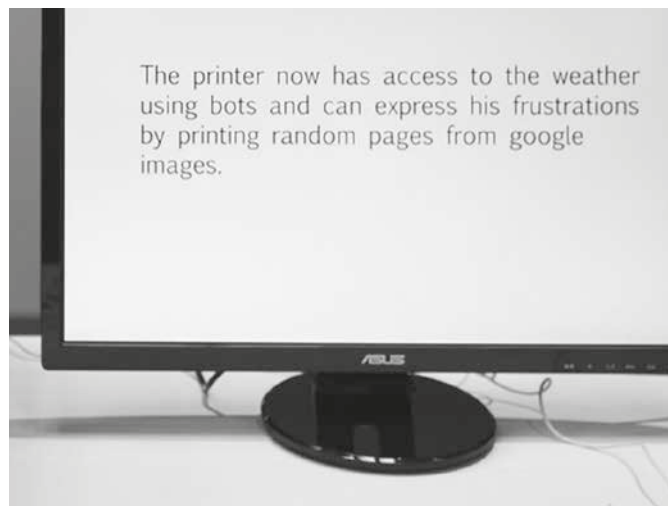 The printer now has access to the weather
using bots and can express his frustrations
by printing random pages from google
images.
ASUS